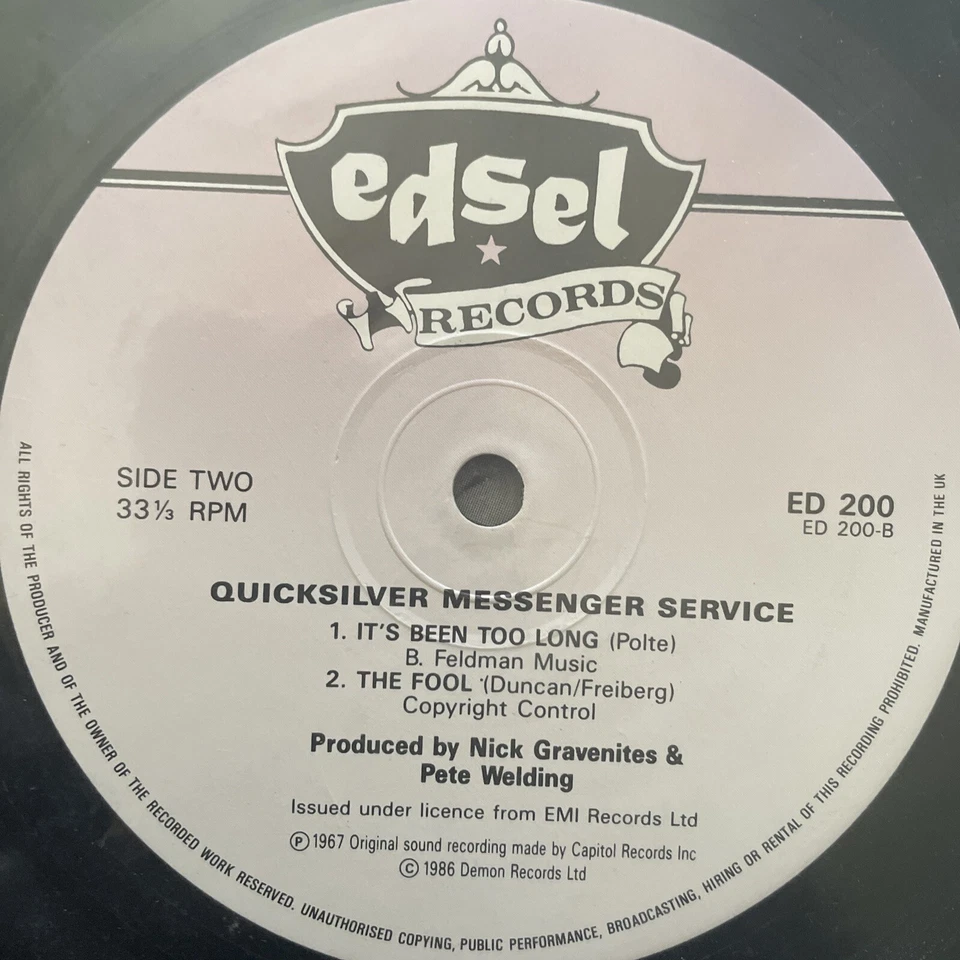 edsel
RECORDS
SIDE TWO
33⅓ RPM
ED 200
ED 200-B
QUICKSILVER MESSENGER SERVICE
1. IT'S BEEN TOO LONG (Polte)
B. Feldman Music
2. THE FOOL (Duncan/Freiberg)
Copyright Control
Produced by Nick Gravenites &
Pete Welding
Issued under licence from EMI Records Ltd
Ⓟ 1967 Original sound recording made by Capitol Records Inc
© 1986 Demon Records Ltd
ALL RIGHTS OF THE PRODUCER AND OF THE OWNER OF THE RECORDED WORK RESERVED. UNAUTHORISED COPYING, PUBLIC PERFORMANCE, BROADCASTING, HIRING OR RENTAL OF THIS RECORDING PROHIBITED. MANUFACTURED IN THE UK